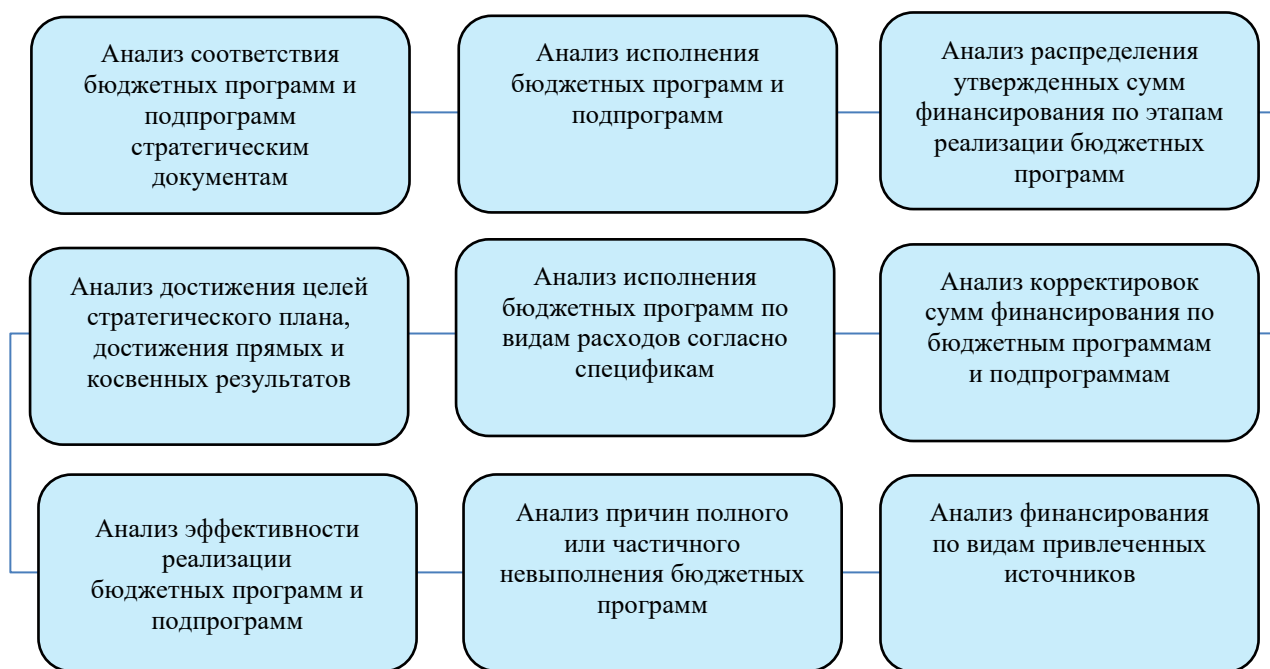 Анализ соответствия
бюджетных программ и
подпрограмм
стратегическим
документам
Анализ исполнения
бюджетных программ и
подпрограмм
Анализ распределения
утвержденных сумм
финансирования по этапам
реализации бюджетных
программ
Анализ достижения целей
стратегического плана,
достижения прямых и
косвенных результатов
Анализ исполнения
бюджетных программ по
видам расходов согласно
спецификам
Анализ корректировок
сумм финансирования по
бюджетным программам
и подпрограммам
Анализ эффективности
реализации
бюджетных программ и
подпрограмм
Анализ причин полного
или частичного
невыполнения бюджетных
программ
Анализ финансирования
по видам привлеченных
источников